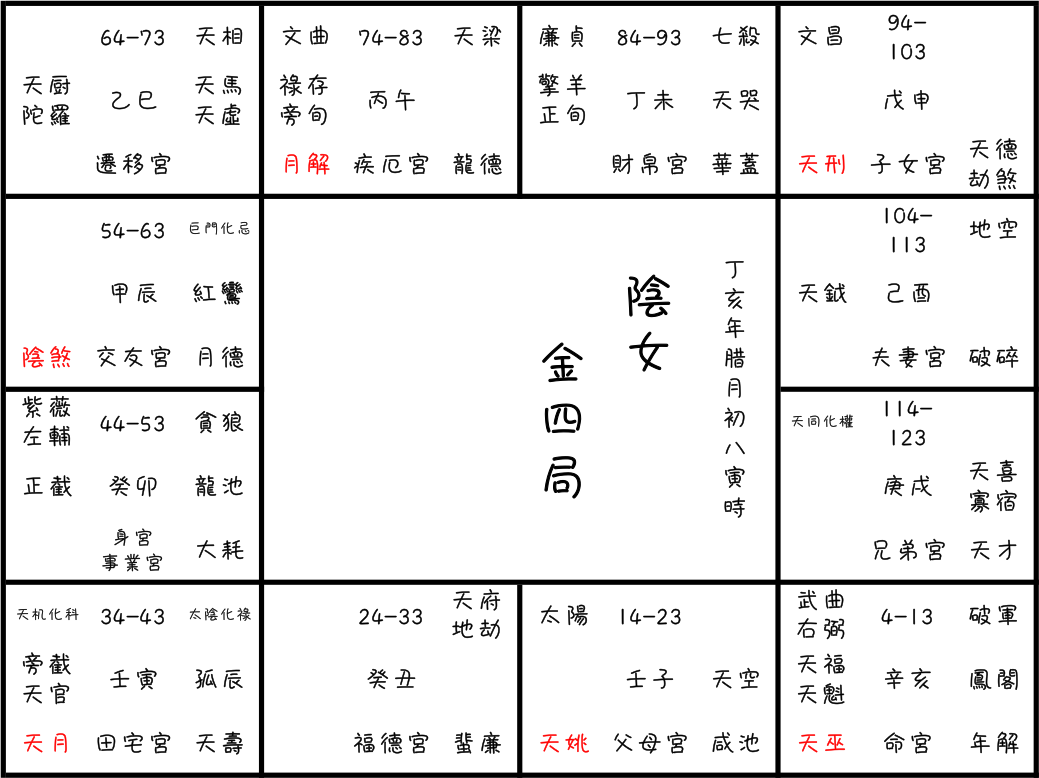 64-73 天相
天厨 天馬
陀羅 乙巳 天虛
遷移宮
文曲 74-83 天梁
祿存
旁旬 丙午
月解 疾厄宮 龍德
廉貞 84-93 七殺
擎羊
正旬 丁未 天哭
財帛宮 華蓋
文昌 94-
103
戊申
天刑 子女宮 天德
劫煞
54-63 巨門化忌
甲辰 紅鸞
陰煞 交友宮 月德
104-
113 地空
天鉞 己酉
夫妻宮 破碎
丁亥年腊月初八寅時
陰女
金四局
紫薇
左輔 44-53 貪狼
正截 癸卯 龍池
身宮
事業宮 大耗
天同化權 114-
123
庚戌 天喜
寡宿
兄弟宮 天才
天机化科 34-43 太陰化祿
旁截
天官 壬寅 孤辰
天月 田宅宮 天壽
24-33 天府
地劫
癸丑
福德宮 蜚廉
太陽 14-23
壬子 天空
天姚 父母宮 咸池
武曲
右弼 4-13 破軍
天福
天魁 辛亥 鳳閣
天巫 命宮 年解